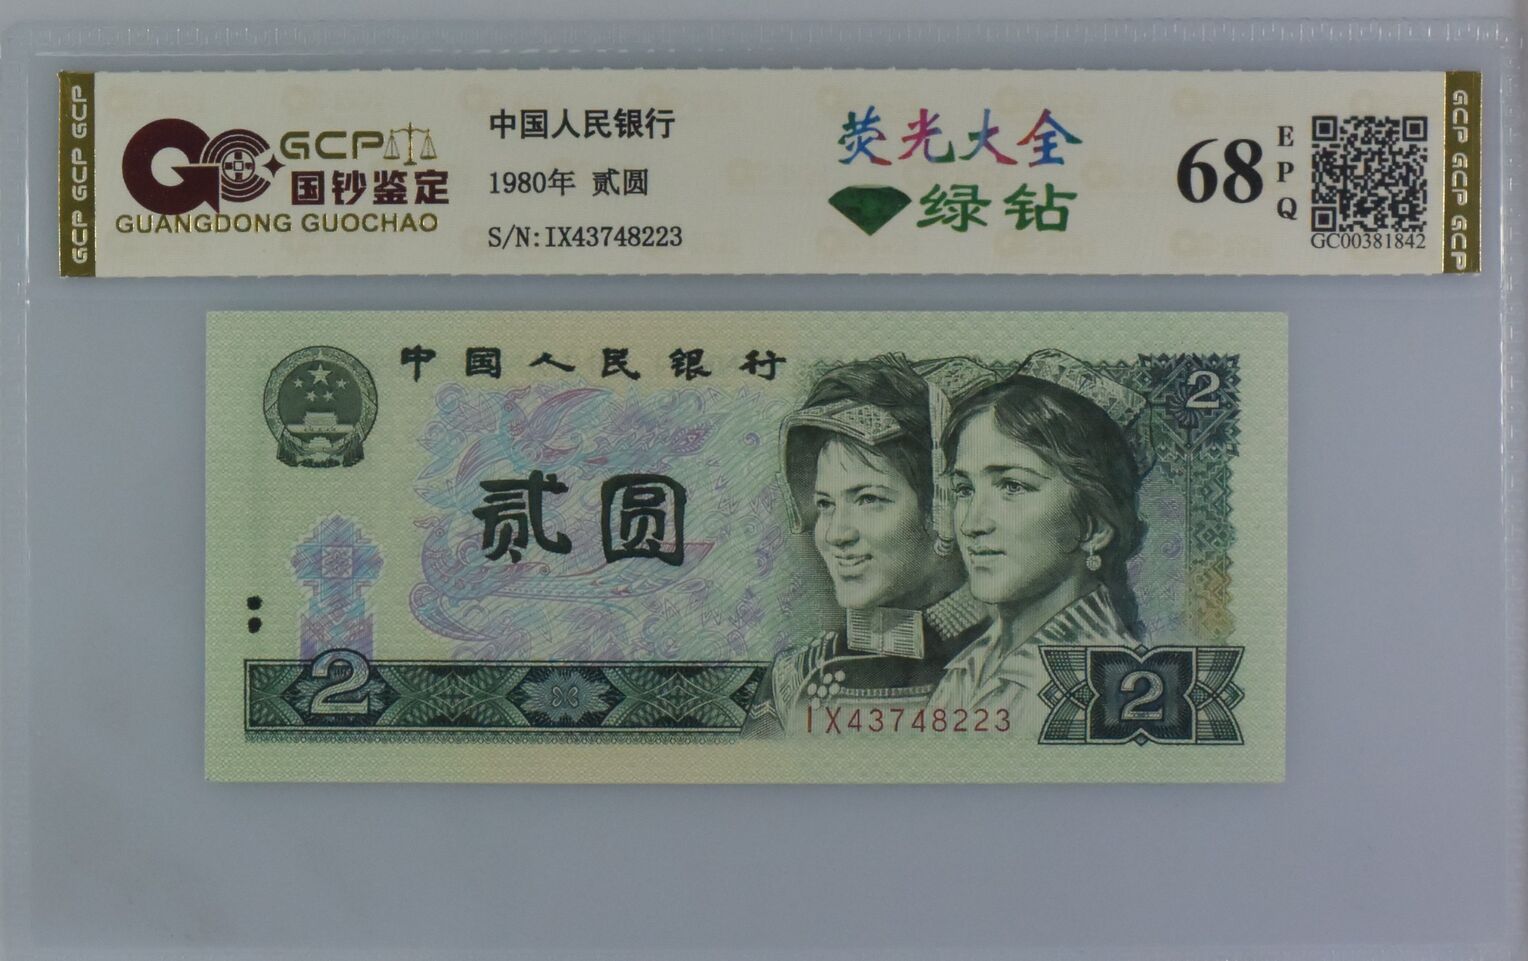 GCP GCP GCP
GCP
国钞鉴定
GUANGDONG GUOCHAO
中国人民银行
1980年 贰圆
S/N:IX43748223
荧光大全
绿钻
68
E
P
Q
GC00381842
GCP GCP GCP
中国人民银行
2
贰圆
2
IX43748223
2